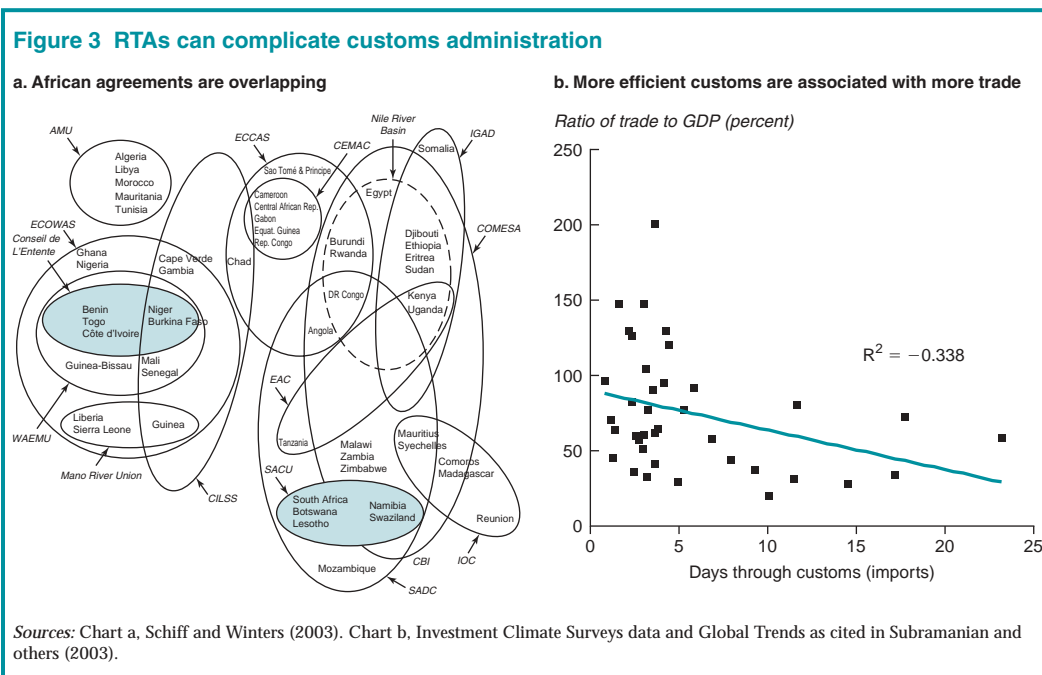 Figure 3 RTAs can complicate customs administration
a. African agreements are overlapping
AMU
Algeria
Libya
Morocco
Mauritania
Tunisia
ECOWAS
Conseil de
L'Entente
Ghana
Nigeria
Cape Verde
Gambia
Benin
Togo
Côte d'Ivoire
Niger
Burkina Faso
Guinea-Bissau
Mali
Senegal
Liberia
Sierra Leone
Guinea
WAEMU
Mano River Union
CILSS
ECCAS
CEMAC
Nile River
Basin
IGAD
Somalia
Sao Tomé & Principe
Cameroon
Central African Rep.
Gabon
Equat. Guinea
Rep. Congo
Chad
Egypt
Burundi
Rwanda
Djibouti
Ethiopia
Eritrea
Sudan
COMESA
DR Congo
Kenya
Uganda
Angola
EAC
Tanzania
Malawi
Zambia
Zimbabwe
Mauritius
Syechelles
Comoros
Madagascar
SACU
South Africa
Botswana
Lesotho
Namibia
Swaziland
Reunion
Mozambique
CBI
IOC
SADC
b. More efficient customs are associated with more trade
Ratio of trade to GDP (percent)
250
200
150
100
50
0
R² = −0.338
0 5 10 15 20 25
Days through customs (imports)
Sources: Chart a, Schiff and Winters (2003). Chart b, Investment Climate Surveys data and Global Trends as cited in Subramanian and
others (2003).